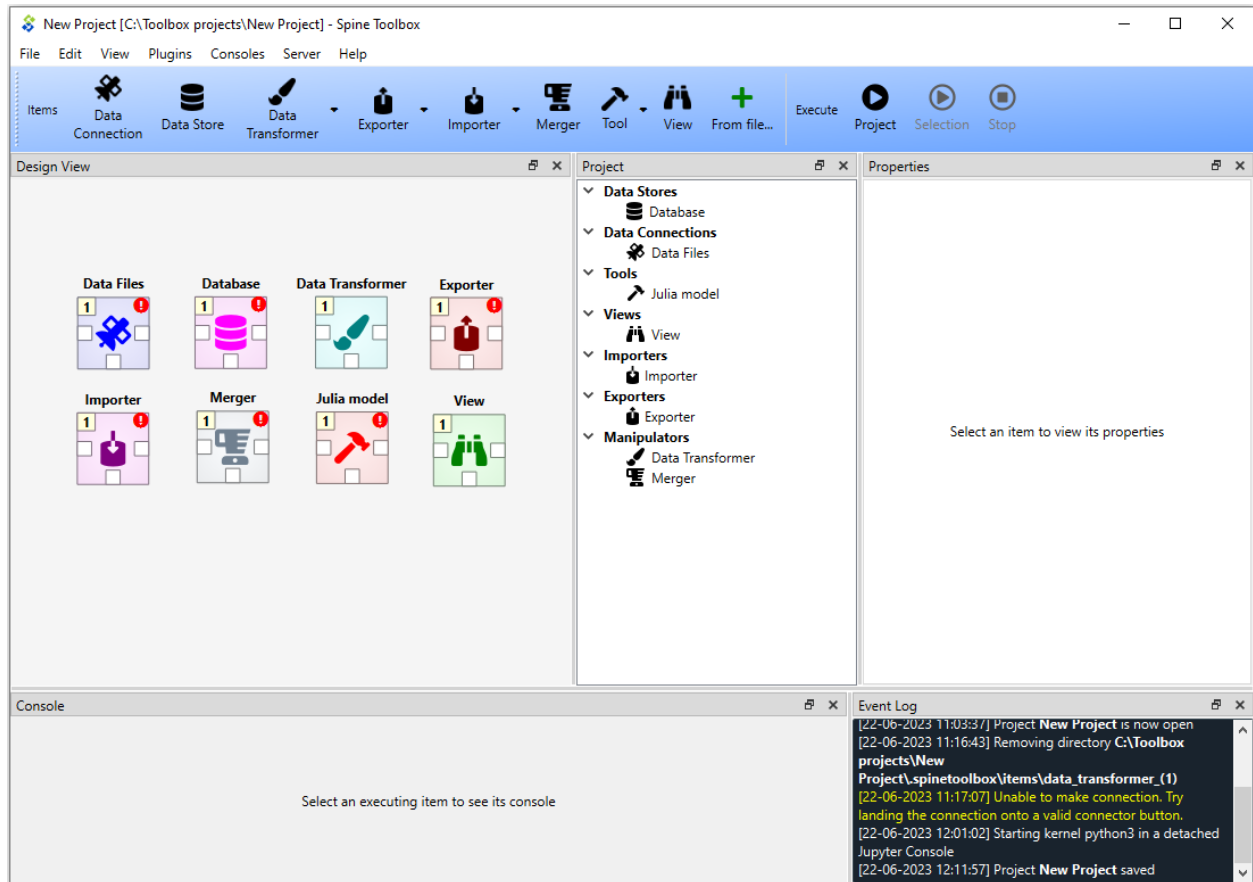 New Project [C:\Toolbox projects\New Project] - Spine Toolbox
File Edit View Plugins Consoles Server Help
Items
Data
Connection
Data Store
Data
Transformer
Exporter
Importer
Merger
Tool
View
From file...
Execute
Project
Selection
Stop
Design View
Data Files
1
Database
1
Data Transformer
1
Exporter
1
Importer
1
Merger
1
Julia model
1
View
1
Project
Data Stores
Database
Data Connections
Data Files
Tools
Julia model
Views
View
Importers
Importer
Exporters
Exporter
Manipulators
Data Transformer
Merger
Properties
Select an item to view its properties
Console
Select an executing item to see its console
Event Log
[22-06-2023 11:03:37] Project New Project is now open
[22-06-2023 11:16:43] Removing directory C:\Toolbox
projects\New
Project\.spinetoolbox\items\data_transformer_(1)
[22-06-2023 11:17:07] Unable to make connection. Try
landing the connection onto a valid connector button.
[22-06-2023 12:01:02] Starting kernel python3 in a detached
Jupyter Console
[22-06-2023 12:11:57] Project New Project saved